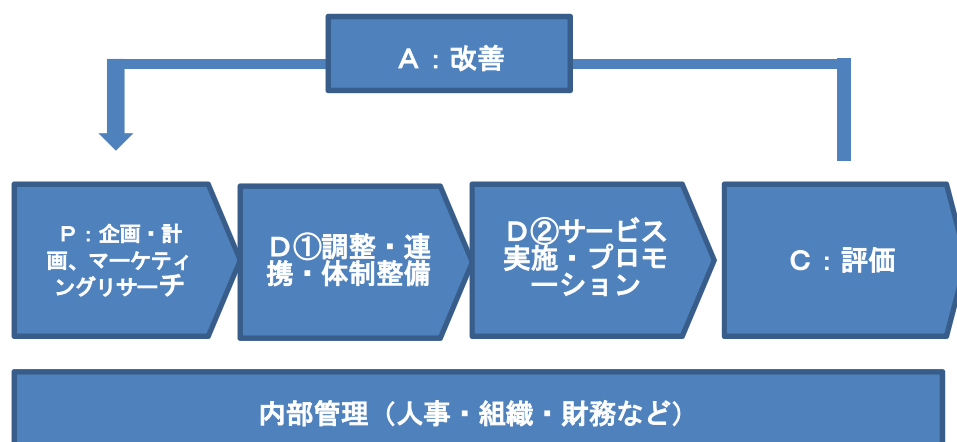 A：改善
P：企画・計
画、マーケティ
ングリサーチ
D①調整・連
携・体制整備
D②サービス
実施・プロモ
ーション
C：評価
内部管理（人事・組織・財務など）